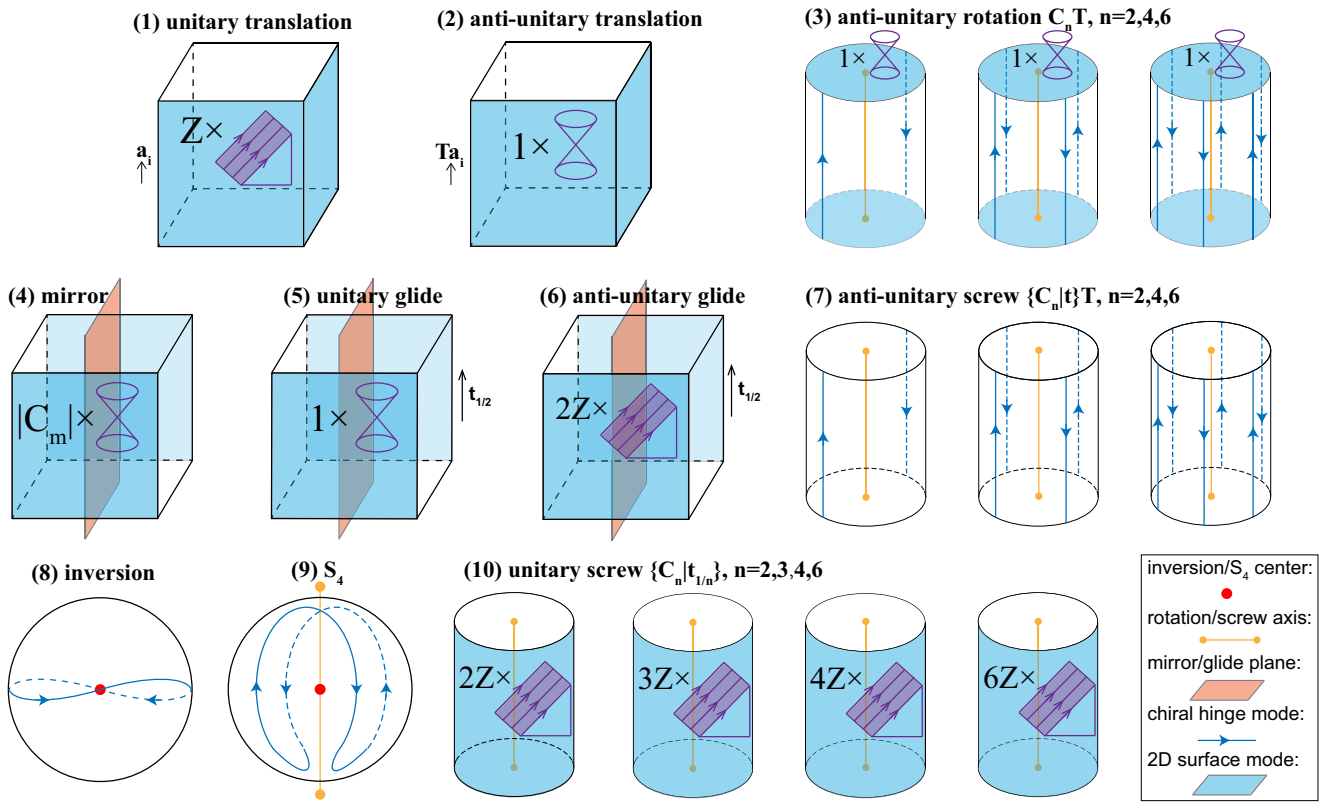 (1) unitary translation
(2) anti-unitary translation
(3) anti-unitary rotation CₙT, n=2,4,6
Z×
aᵢ
1×
Taᵢ
1×
1×
1×
(4) mirror
(5) unitary glide
(6) anti-unitary glide
(7) anti-unitary screw {Cₙ|t}T, n=2,4,6
|Cₘ|×
1×
t₁/₂
2Z×
t₁/₂
(8) inversion
(9) S₄
(10) unitary screw {Cₙ|t₁/ₙ}, n=2,3,4,6
2Z×
3Z×
4Z×
6Z×
inversion/S₄ center:
rotation/screw axis:
mirror/glide plane:
chiral hinge mode:
2D surface mode: